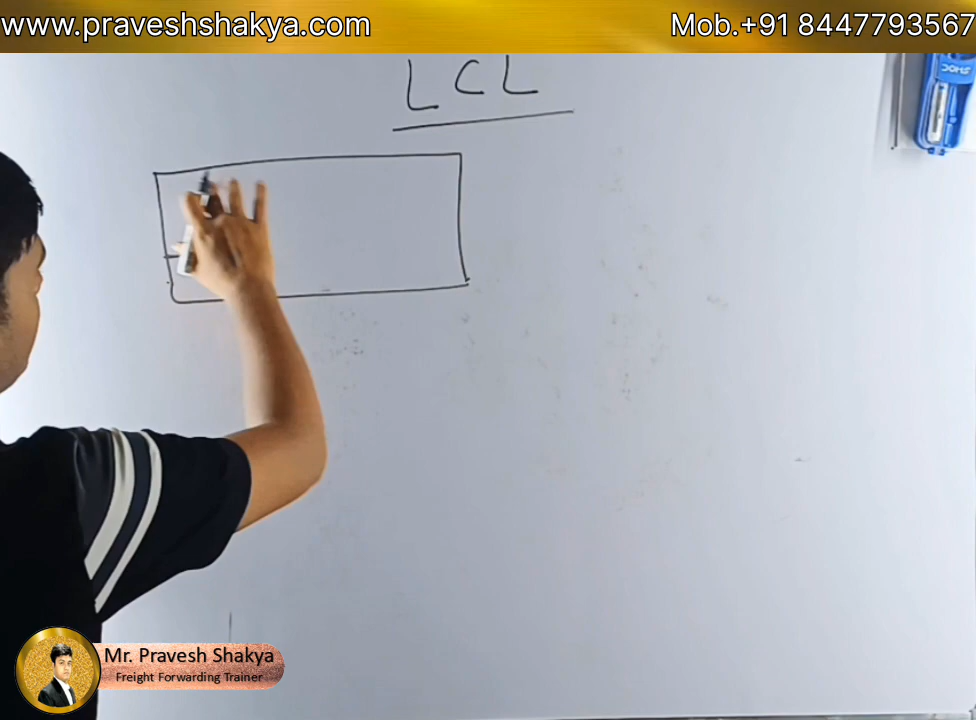 www.praveshshakya.com
Mob.+91 8447793567
LCL
Mr. Pravesh Shakya
Freight Forwarding Trainer